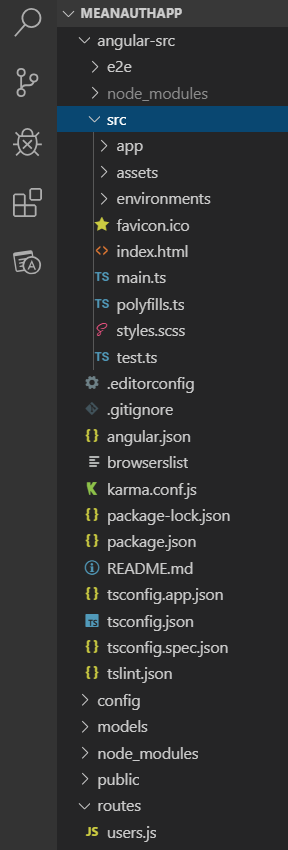 MEANAUTHAPP
angular-src
e2e
node_modules
src
app
assets
environments
favicon.ico
index.html
main.ts
polyfills.ts
styles.scss
test.ts
.editorconfig
.gitignore
angular.json
browserslist
karma.conf.js
package-lock.json
package.json
README.md
tsconfig.app.json
tsconfig.json
tsconfig.spec.json
tslint.json
config
models
node_modules
public
routes
users.js